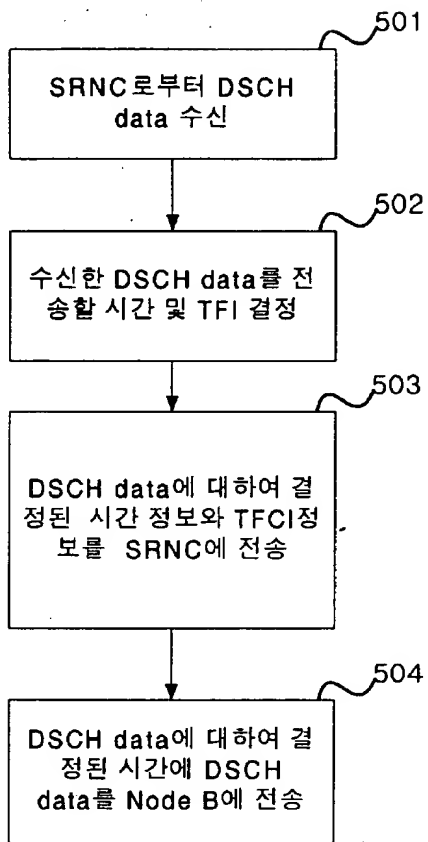 501
SRNC로부터 DSCH
data 수신
502
수신한 DSCH data를 전
송할 시간 및 TFI 결정
503
DSCH data에 대하여 결
정된 시간 정보와 TFCI정
보를 SRNC에 전송
504
DSCH data에 대하여 결
정된 시간에 DSCH
data를 Node B에 전송